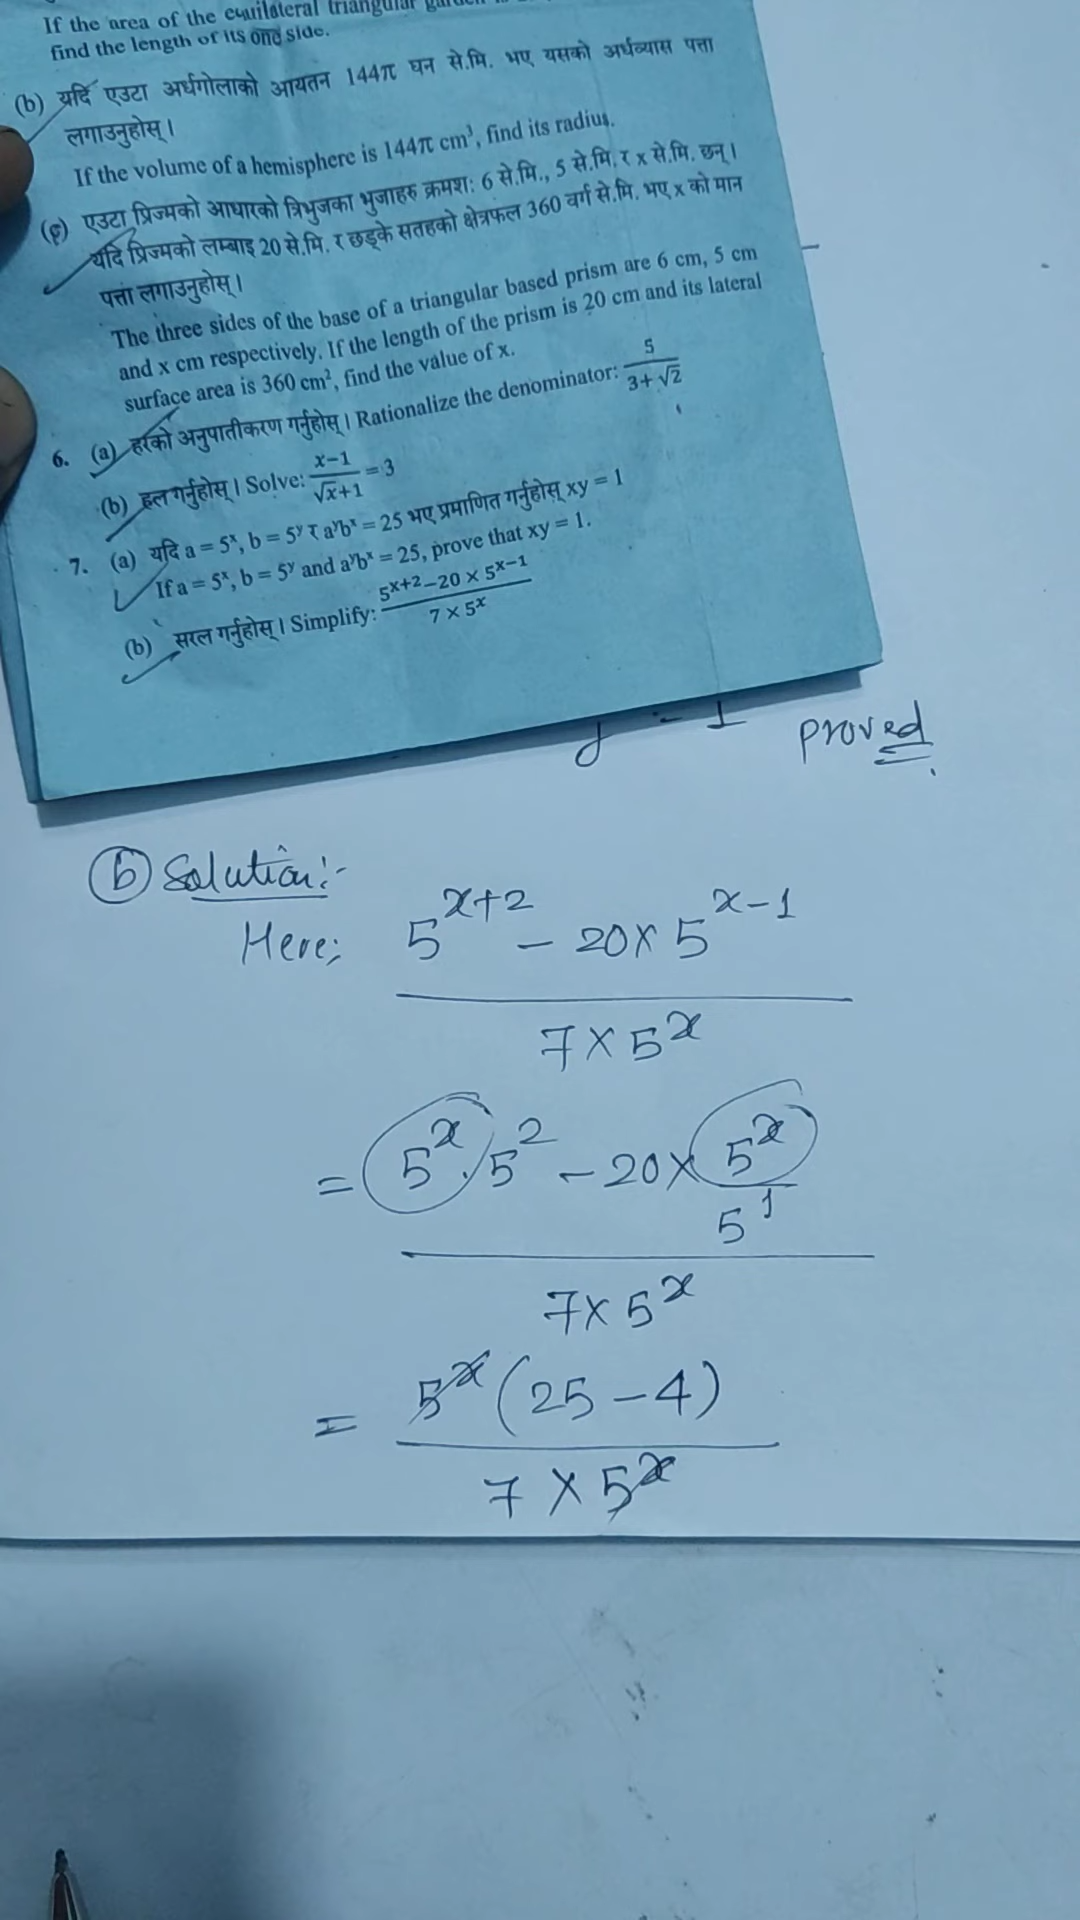 If the area of the equilateral triangular
find the length of its one side.
(b) यदि एउटा अर्धगोलाको आयतन 144π घन से.मि. भए यसको अर्धव्यास पत्ता
लगाउनुहोस् ।
If the volume of a hemisphere is 144π cm³, find its radius.
(c) एउटा प्रिज्मको आधारको त्रिभुजका भुजाहरु क्रमशः 6 से.मि., 5 से.मि. र x से.मि. छन् ।
यदि प्रिज्मको लम्बाइ 20 से.मि. र छड्के सतहको क्षेत्रफल 360 वर्ग से.मि. भए x को मान
पत्ता लगाउनुहोस् ।
The three sides of the base of a triangular based prism are 6 cm, 5 cm
and x cm respectively. If the length of the prism is 20 cm and its lateral
surface area is 360 cm², find the value of x.
6. (a) हरको अनुपातीकरण गर्नुहोस् । Rationalize the denominator: 5/(3+√2)
(b) हल गर्नुहोस् । Solve: (x−1)/(√x+1) = 3
7. (a) यदि a = 5ˣ, b = 5ʸ र aʸbˣ = 25 भए प्रमाणित गर्नुहोस् xy = 1
If a = 5ˣ, b = 5ʸ and aʸbˣ = 25, prove that xy = 1.
(b) सरल गर्नुहोस् । Simplify: (5ˣ⁺² − 20 × 5ˣ⁻¹)/(7 × 5ˣ)
= 1 proved
(b) Solution:-
Here; 5ˣ⁺² − 20 × 5ˣ⁻¹
7 × 5ˣ
= 5ˣ . 5² − 20 × 5ˣ/5¹
7 × 5ˣ
= 5ˣ (25 − 4)
7 × 5ˣ